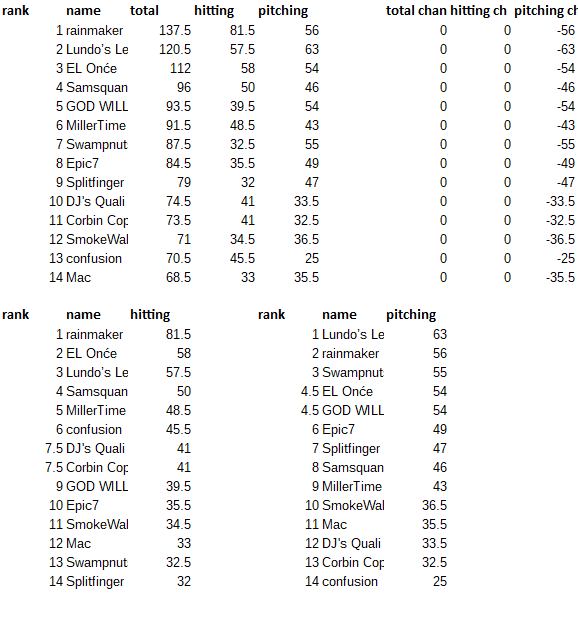 rank name total hitting pitching total chan hitting ch pitching ch
1 rainmaker 137.5 81.5 56 0 0 -56
2 Lundo's Le 120.5 57.5 63 0 0 -63
3 EL Onće 112 58 54 0 0 -54
4 Samsquan 96 50 46 0 0 -46
5 GOD WILL 93.5 39.5 54 0 0 -54
6 MillerTime 91.5 48.5 43 0 0 -43
7 Swampnut 87.5 32.5 55 0 0 -55
8 Epic7 84.5 35.5 49 0 0 -49
9 Splitfinger 79 32 47 0 0 -47
10 DJ's Quali 74.5 41 33.5 0 0 -33.5
11 Corbin Cop 73.5 41 32.5 0 0 -32.5
12 SmokeWal 71 34.5 36.5 0 0 -36.5
13 confusion 70.5 45.5 25 0 0 -25
14 Mac 68.5 33 35.5 0 0 -35.5
rank name hitting rank name pitching
1 rainmaker 81.5 1 Lundo's Le 63
2 EL Onće 58 2 rainmaker 56
3 Lundo's Le 57.5 3 Swampnut 55
4 Samsquan 50 4.5 EL Onće 54
5 MillerTime 48.5 4.5 GOD WILL 54
6 confusion 45.5 6 Epic7 49
7.5 DJ's Quali 41 7 Splitfinger 47
7.5 Corbin Cop 41 8 Samsquan 46
9 GOD WILL 39.5 9 MillerTime 43
10 Epic7 35.5 10 SmokeWal 36.5
11 SmokeWal 34.5 11 Mac 35.5
12 Mac 33 12 DJ's Quali 33.5
13 Swampnut 32.5 13 Corbin Cop 32.5
14 Splitfinger 32 14 confusion 25